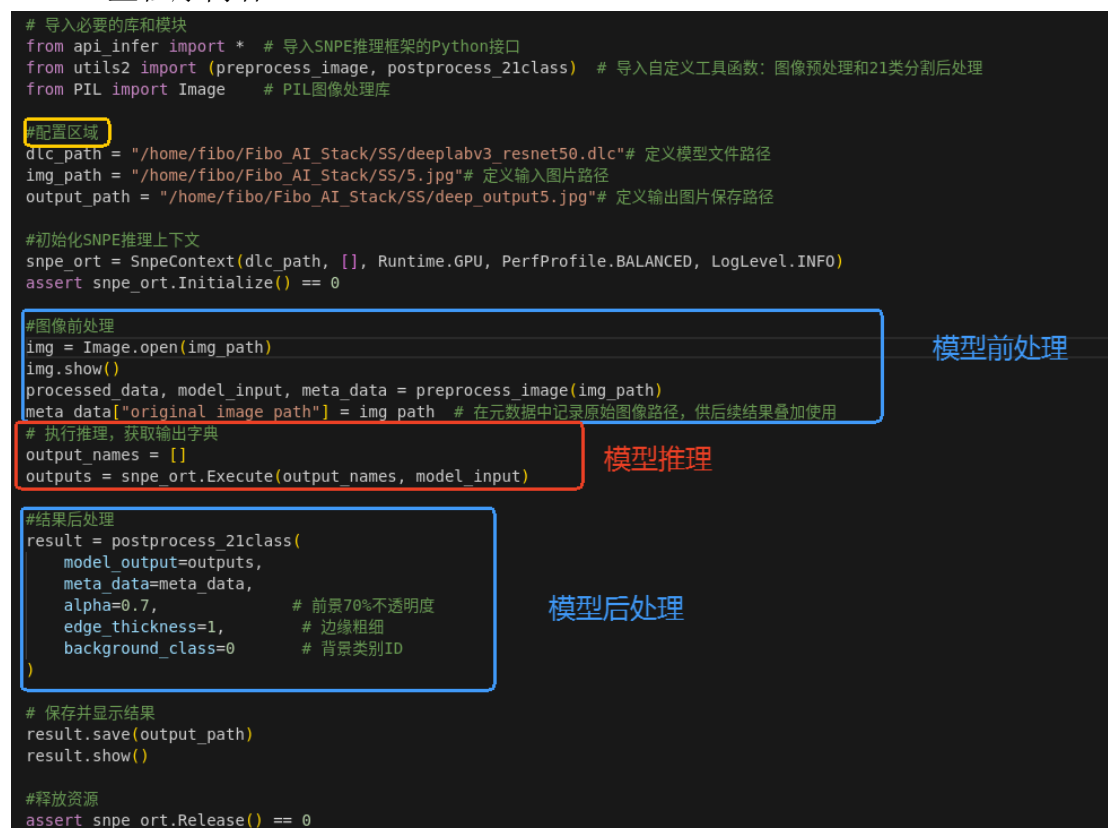 # 导入必要的库和模块
from api_infer import *  # 导入SNPE推理框架的Python接口
from utils2 import (preprocess_image, postprocess_21class)  # 导入自定义工具函数：图像预处理和21类分割后处理
from PIL import Image    # PIL图像处理库
#配置区域
dlc_path = "/home/fibo/Fibo_AI_Stack/SS/deeplabv3_resnet50.dlc"# 定义模型文件路径
img_path = "/home/fibo/Fibo_AI_Stack/SS/5.jpg"# 定义输入图片路径
output_path = "/home/fibo/Fibo_AI_Stack/SS/deep_output5.jpg"# 定义输出图片保存路径
#初始化SNPE推理上下文
snpe_ort = SnpeContext(dlc_path, [], Runtime.GPU, PerfProfile.BALANCED, LogLevel.INFO)
assert snpe_ort.Initialize() == 0
#图像前处理
img = Image.open(img_path)
模型前处理
img.show()
processed_data, model_input, meta_data = preprocess_image(img_path)
meta_data["original_image_path"] = img_path  # 在元数据中记录原始图像路径，供后续结果叠加使用
# 执行推理，获取输出字典
output_names = []
模型推理
outputs = snpe_ort.Execute(output_names, model_input)
#结果后处理
result = postprocess_21class(
    model_output=outputs,
    meta_data=meta_data,
    alpha=0.7,               # 前景70%不透明度
模型后处理
    edge_thickness=1,         # 边缘粗细
    background_class=0        # 背景类别ID
)
# 保存并显示结果
result.save(output_path)
result.show()
#释放资源
assert snpe_ort.Release() == 0